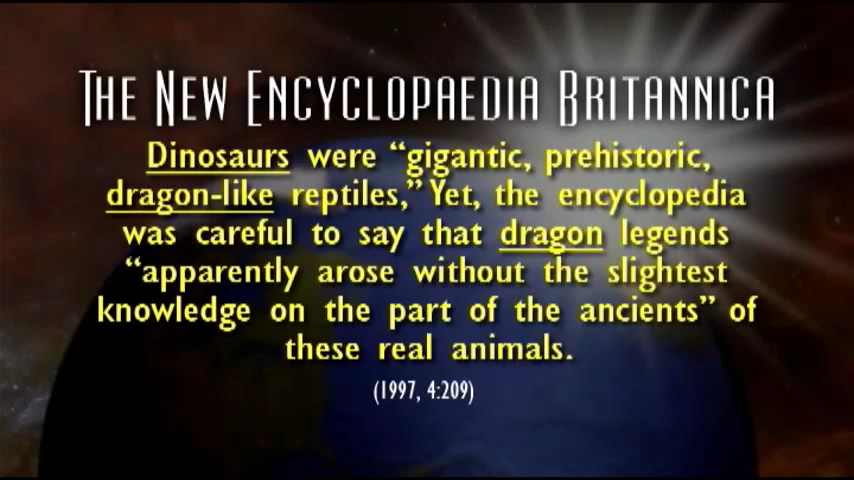 THE NEW ENCYCLOPAEDIA BRITANNICA
Dinosaurs were “gigantic, prehistoric,
dragon-like reptiles,” Yet, the encyclopedia
was careful to say that dragon legends
“apparently arose without the slightest
knowledge on the part of the ancients” of
these real animals.
(1997, 4:209)